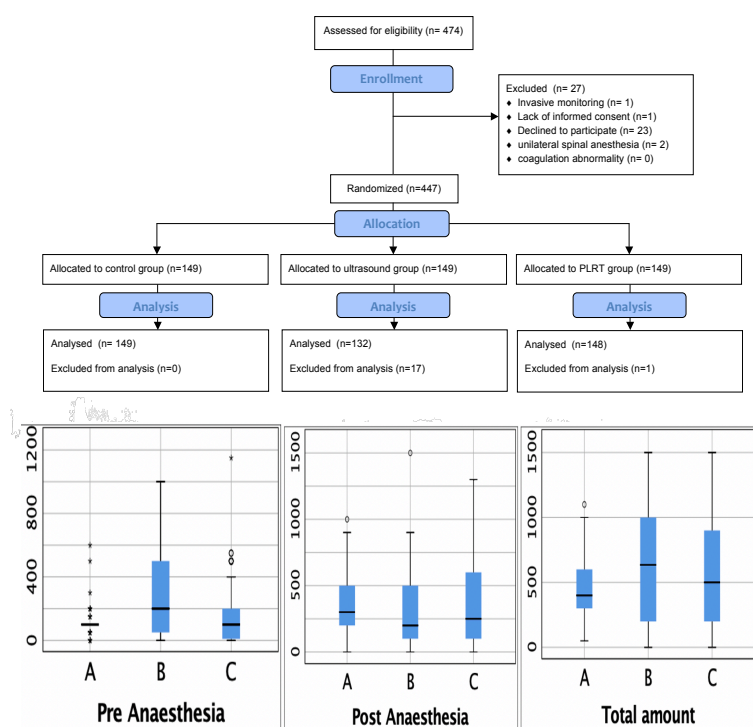 Assessed for eligibility (n= 474)
Enrollment
Excluded (n= 27)
♦ Invasive monitoring (n= 1)
♦ Lack of informed consent (n=1)
♦ Declined to participate (n= 23)
♦ unilateral spinal anesthesia (n= 2)
♦ coagulation abnormality (n= 0)
Randomized (n=447)
Allocation
Allocated to control group (n=149)
Allocated to ultrasound group (n=149)
Allocated to PLRT group (n=149)
Analysis
Analysis
Analysis
Analysed (n= 149)
Excluded from analysis (n=0)
Analysed (n=132)
Excluded from analysis (n=17)
Analysed (n=148)
Excluded from analysis (n=1)
1200
800
400
0
A B C
Pre Anaesthesia
1500
1000
500
0
A B C
Post Anaesthesia
1500
1000
500
0
A B C
Total amount